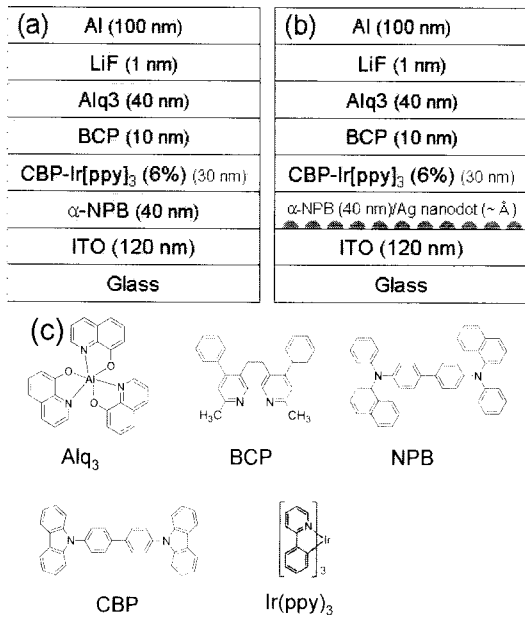 (a)
Al (100 nm)
LiF (1 nm)
Alq3 (40 nm)
BCP (10 nm)
CBP-Ir[ppy]₃ (6%) (30 nm)
α-NPB (40 nm)
ITO (120 nm)
Glass
(b)
Al (100 nm)
LiF (1 nm)
Alq3 (40 nm)
BCP (10 nm)
CBP-Ir[ppy]₃ (6%) (30 nm)
α-NPB (40 nm)/Ag nanodot (~ Å)
ITO (120 nm)
Glass
(c)
N
O
O
Al
N
O
N
Alq₃
N
N
H₃C
CH₃
BCP
N
N
NPB
N
N
CBP
N
Ir
3
Ir(ppy)₃